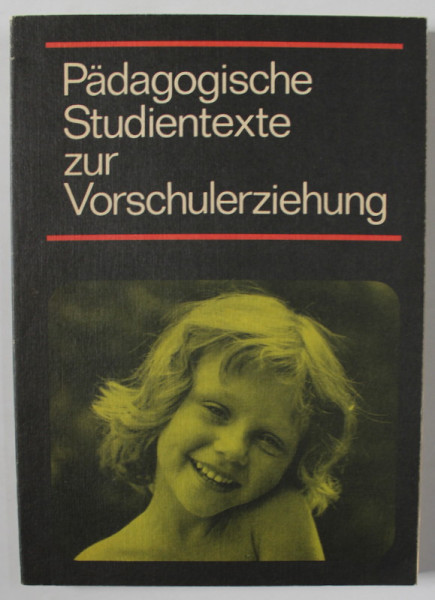 Pädagogische
Studientexte
zur
Vorschulerziehung